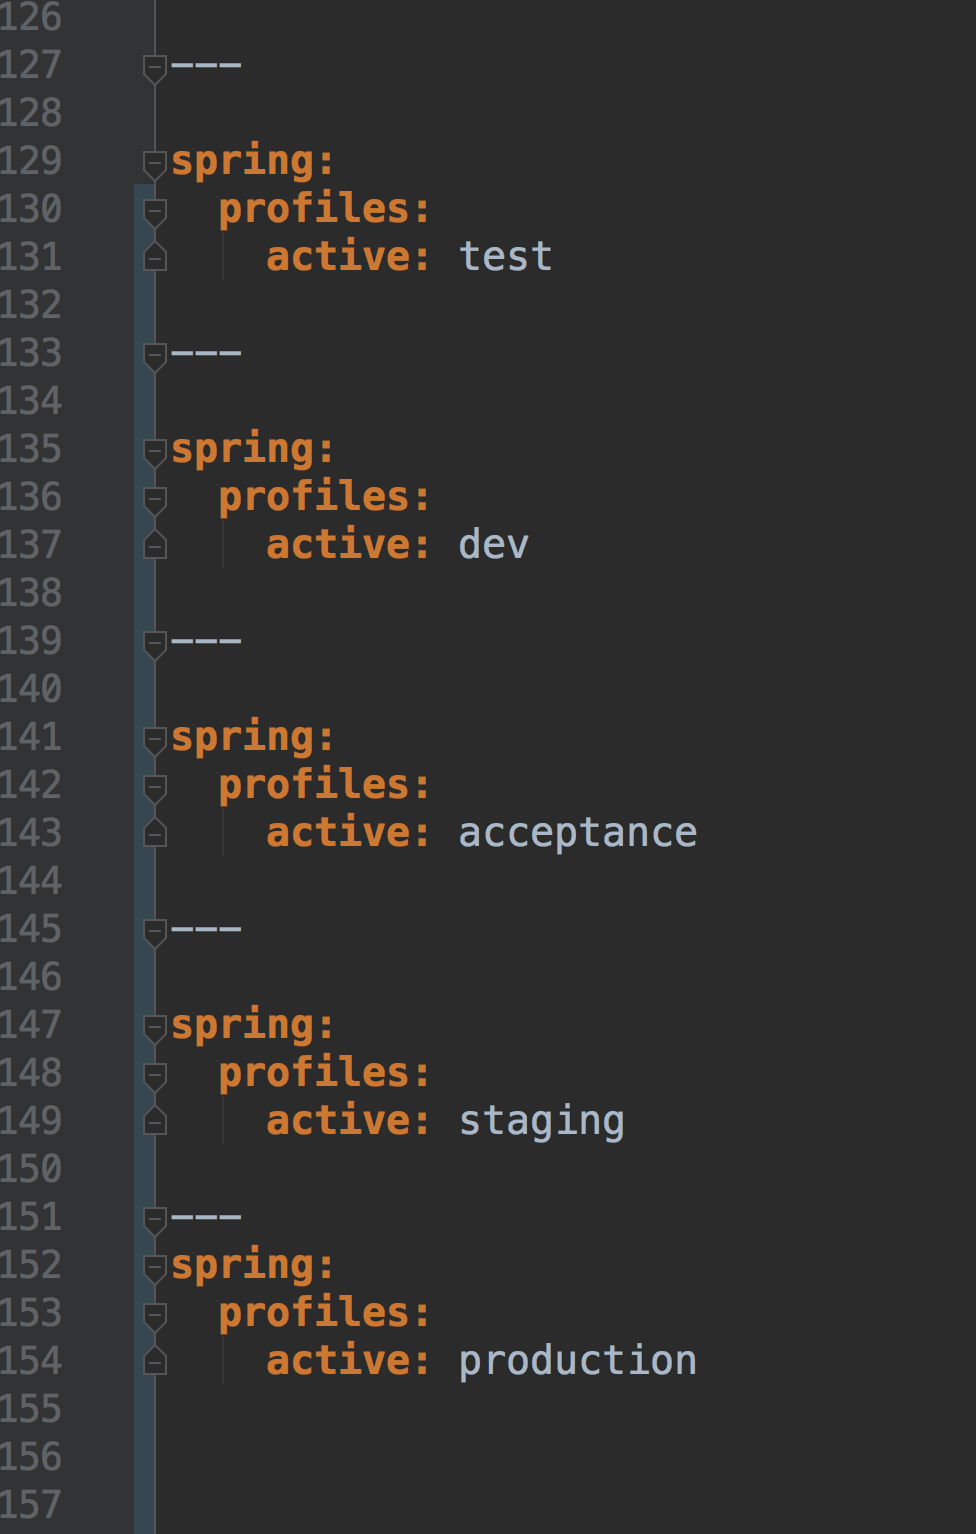 126
127 ---
128
129 spring:
130   profiles:
131     active: test
132
133 ---
134
135 spring:
136   profiles:
137     active: dev
138
139 ---
140
141 spring:
142   profiles:
143     active: acceptance
144
145 ---
146
147 spring:
148   profiles:
149     active: staging
150
151 ---
152 spring:
153   profiles:
154     active: production
155
156
157